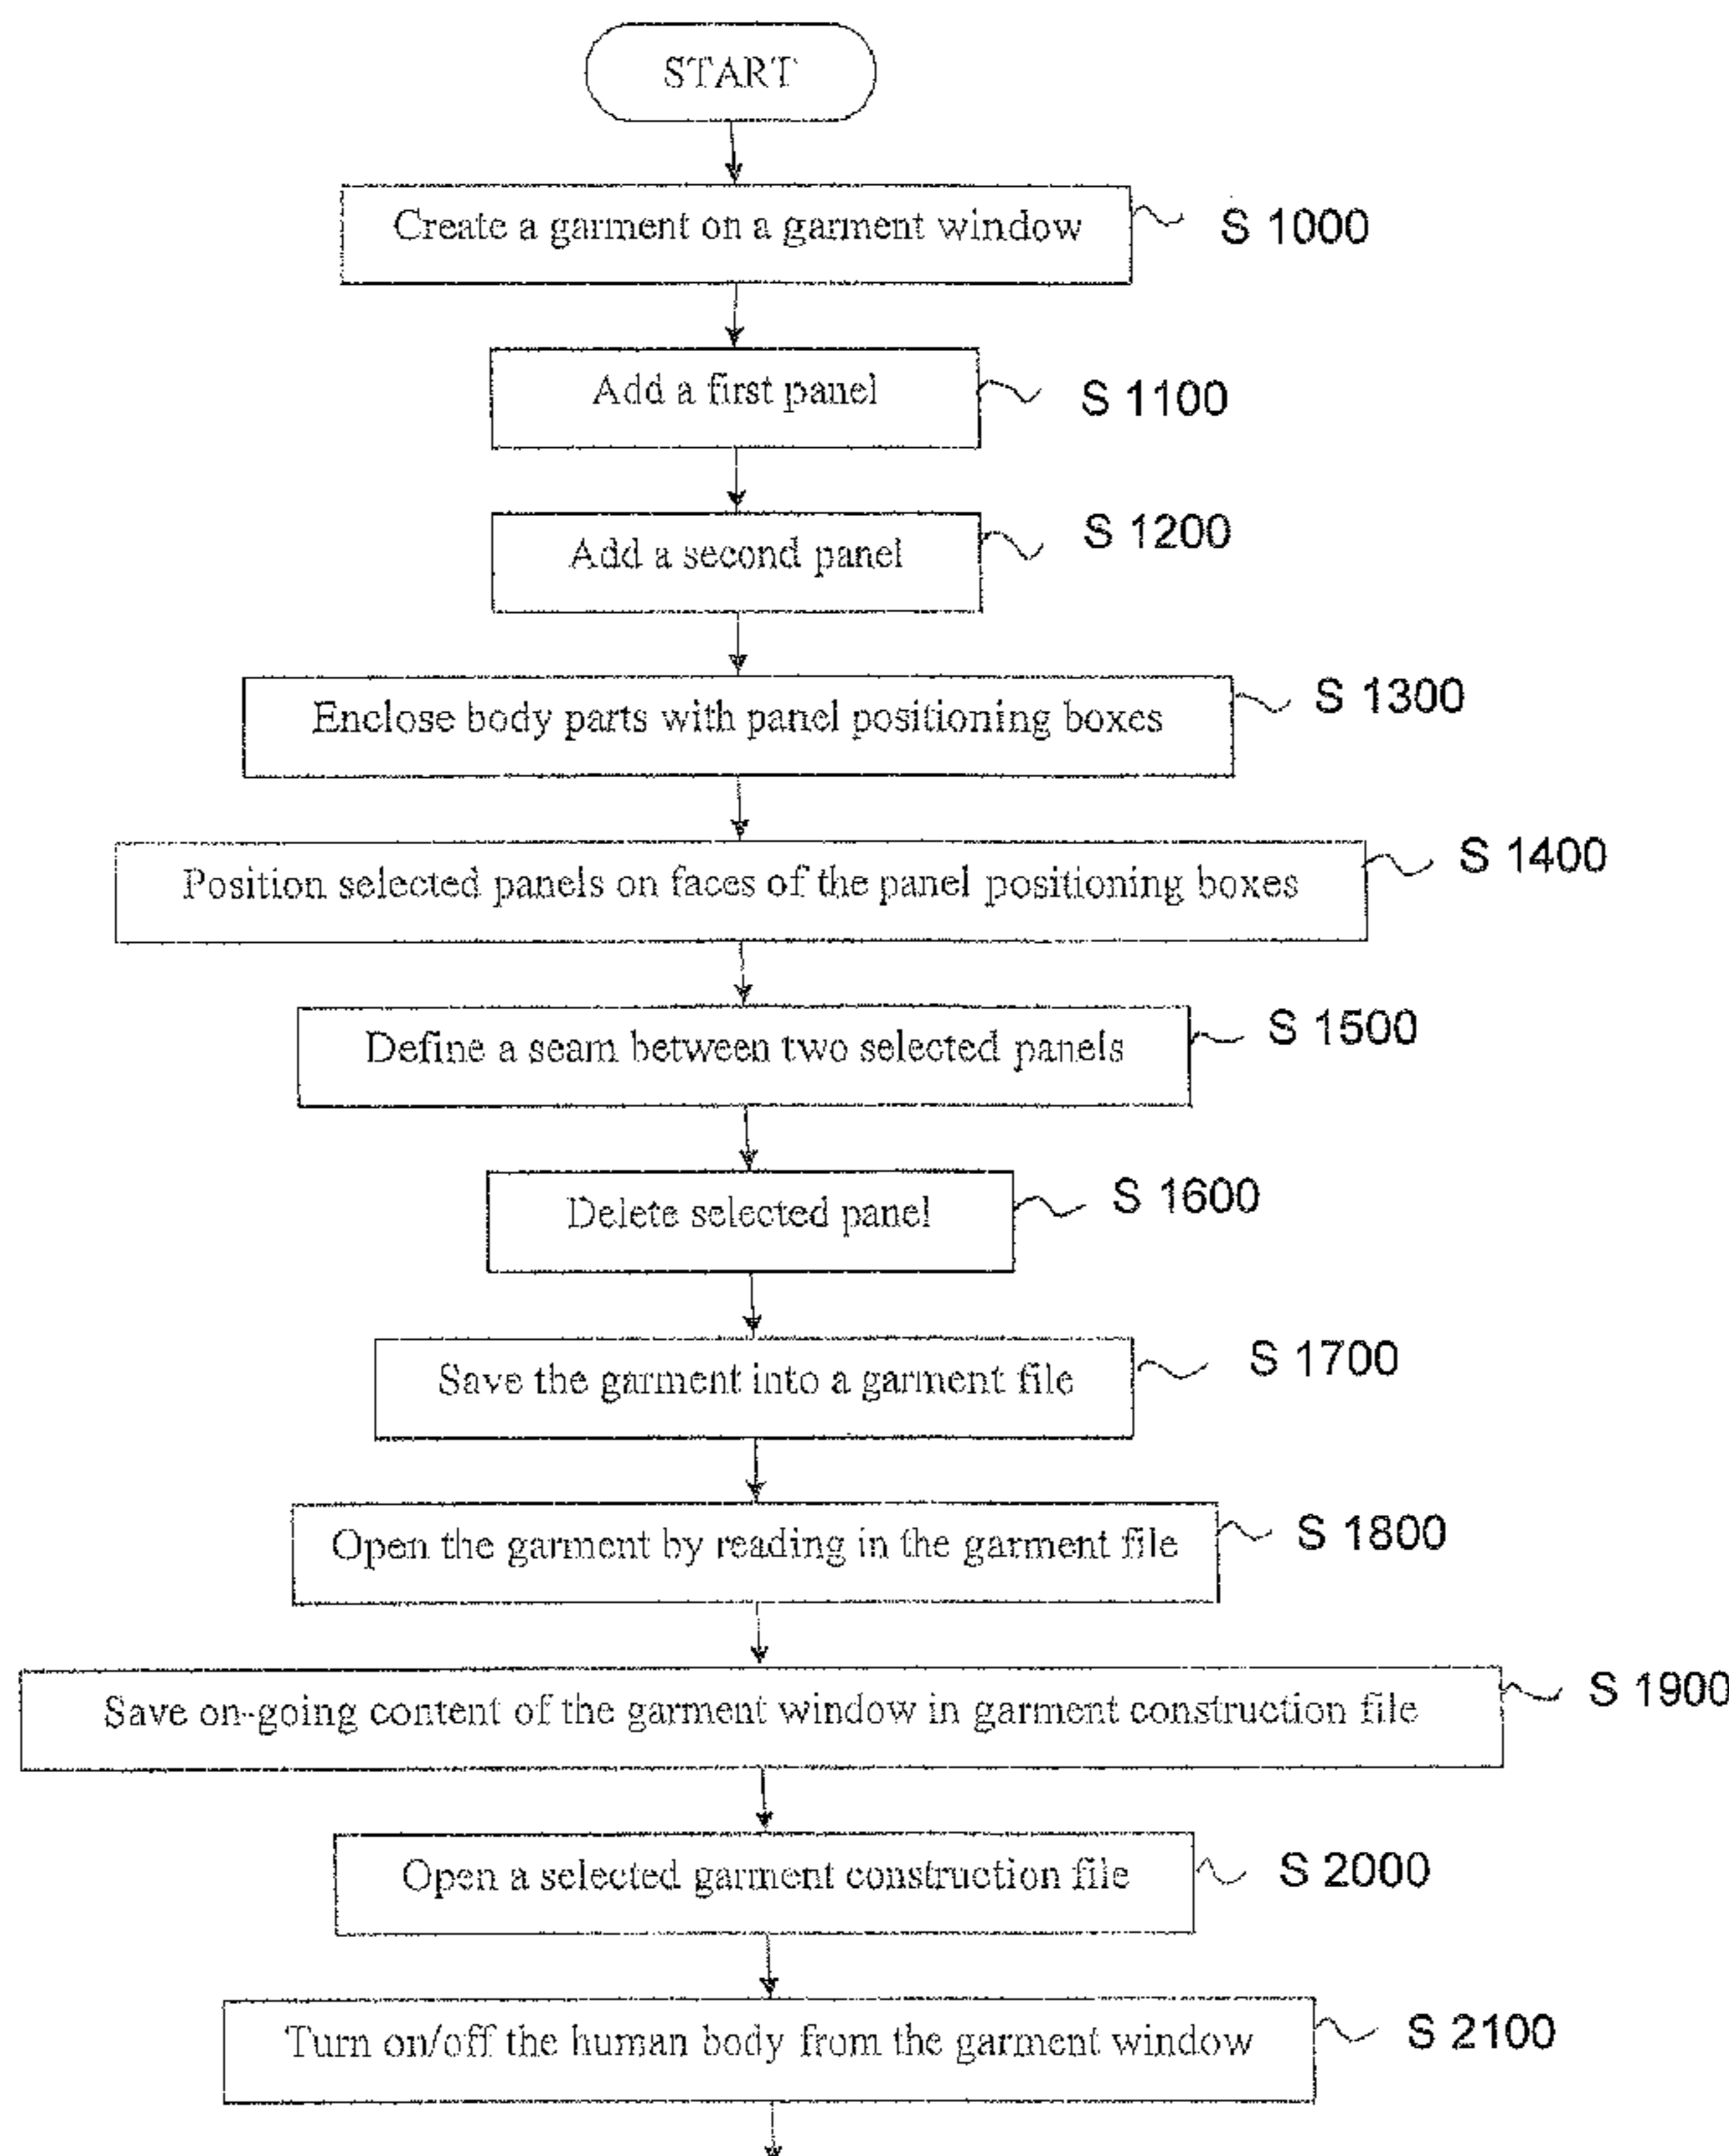 START
Create a garment on a garment window
S 1000
Add a first panel
S 1100
Add a second panel
S 1200
Enclose body parts with panel positioning boxes
S 1300
Position selected panels on faces of the panel positioning boxes
S 1400
Define a seam between two selected panels
S 1500
Delete selected panel
S 1600
Save the garment into a garment file
S 1700
Open the garment by reading in the garment file
S 1800
Save on-going content of the garment window in garment construction file
S 1900
Open a selected garment construction file
S 2000
Turn on/off the human body from the garment window
S 2100